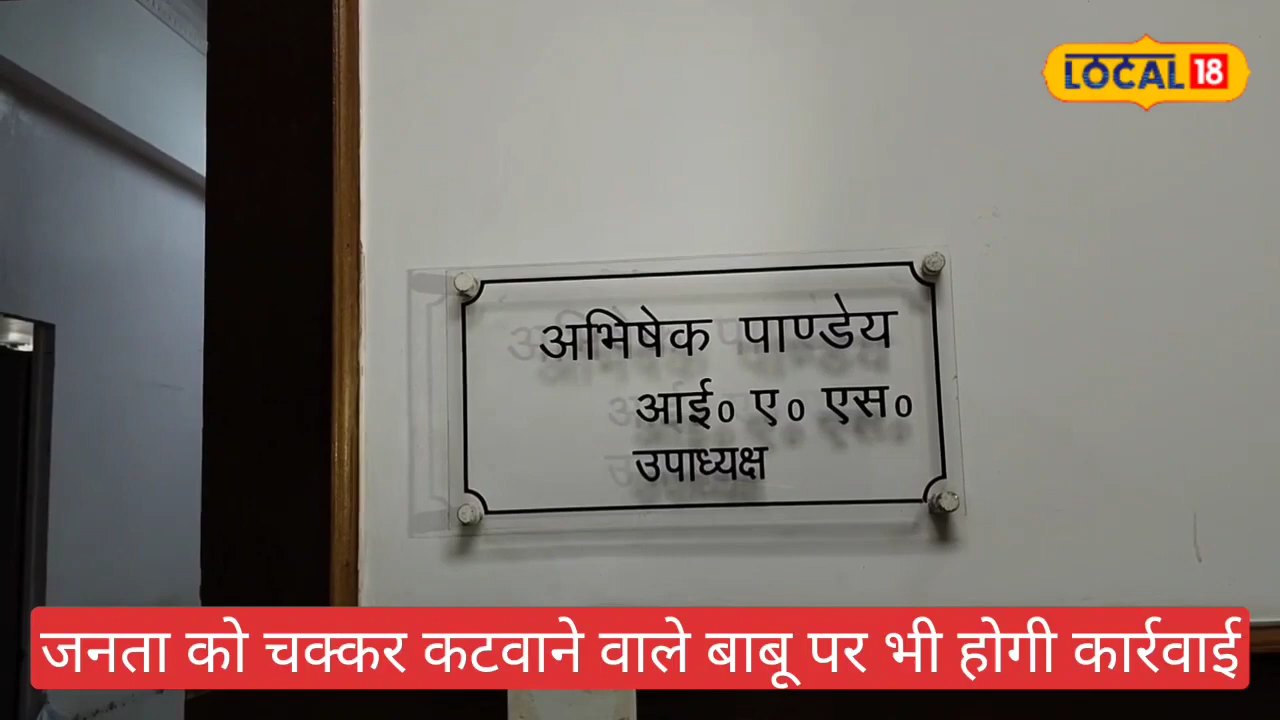 LOCAL 18
अभिषेक पाण्डेय
आई० ए० एस०
उपाध्यक्ष
जनता को चक्कर कटवाने वाले बाबू पर भी होगी कार्रवाई